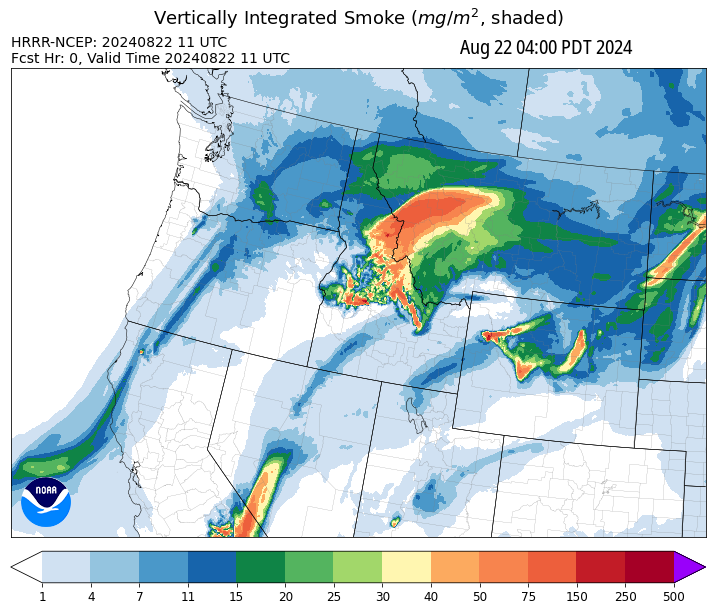 Vertically Integrated Smoke (mg/m², shaded)
HRRR-NCEP: 20240822 11 UTC
Fcst Hr: 0, Valid Time 20240822 11 UTC
Aug 22 04:00 PDT 2024
NOAA
1 4 7 11 15 20 25 30 40 50 75 150 250 500